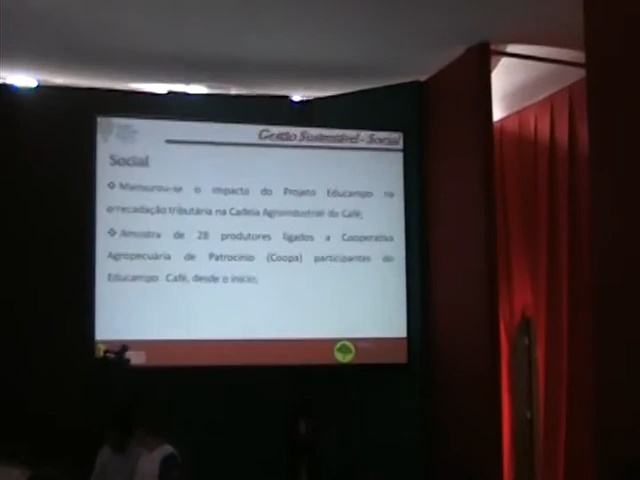 Gestão Sustentável - Social
Social
❖ Mensurou-se o impacto do Projeto Educampo na
arrecadação tributária na Cadeia Agroindustrial do Café;
❖ Amostra de 28 produtores ligados a Cooperativa
Agropecuária de Patrocínio (Coopa) participantes do
Educampo Café, desde o início;